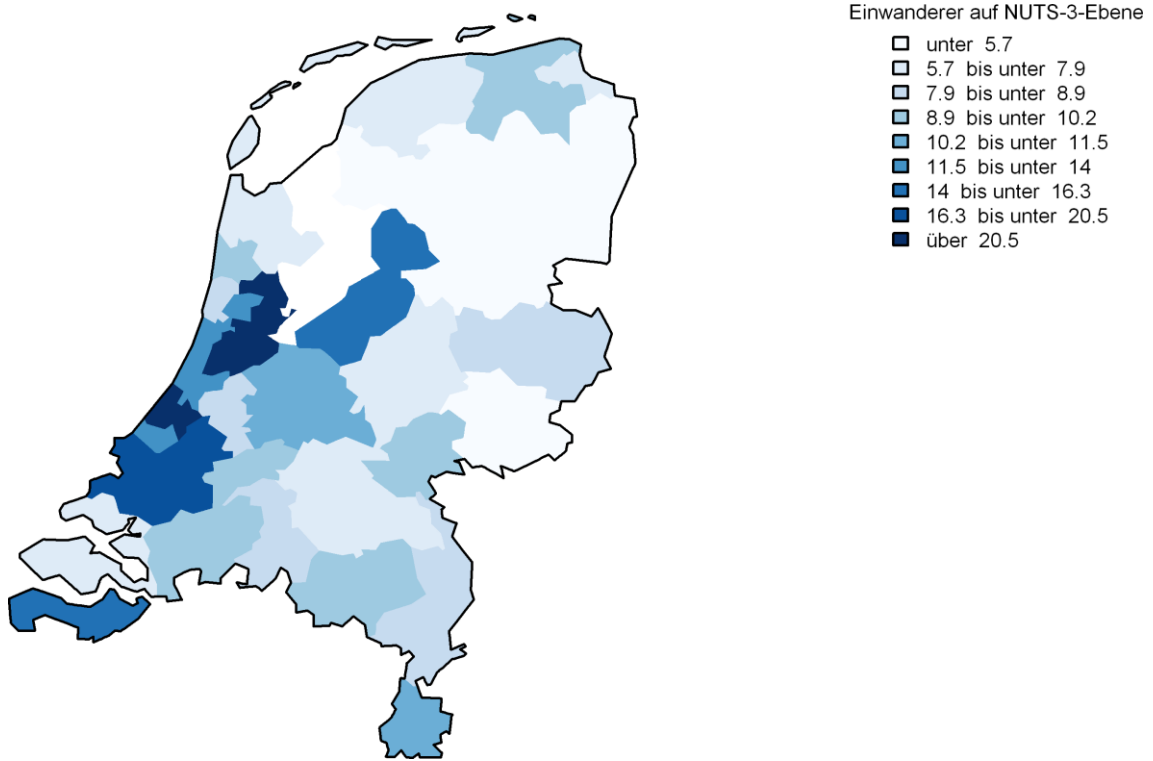 Einwanderer auf NUTS-3-Ebene
unter 5.7
5.7 bis unter 7.9
7.9 bis unter 8.9
8.9 bis unter 10.2
10.2 bis unter 11.5
11.5 bis unter 14
14 bis unter 16.3
16.3 bis unter 20.5
über 20.5